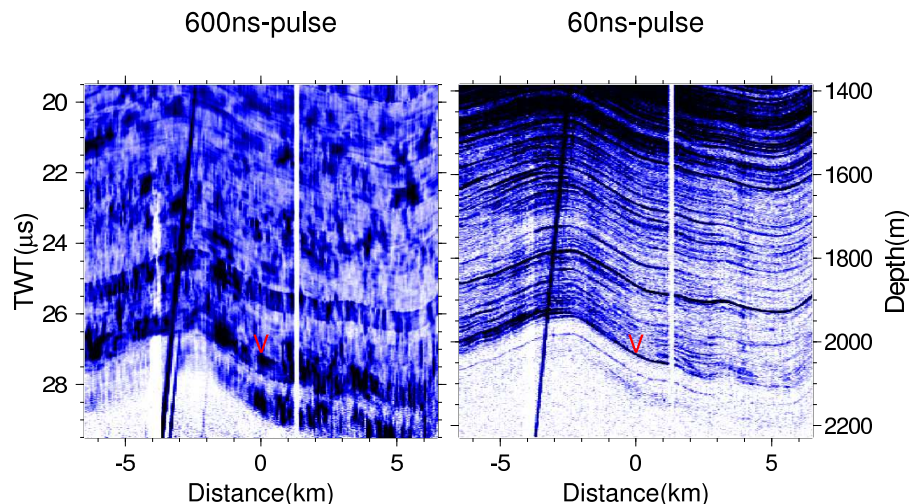 600ns-pulse
60ns-pulse
TWT(µs)
20
22
24
26
28
V
-5
0
5
Distance(km)
V
-5
0
5
Distance(km)
1400
1600
1800
2000
2200
Depth(m)